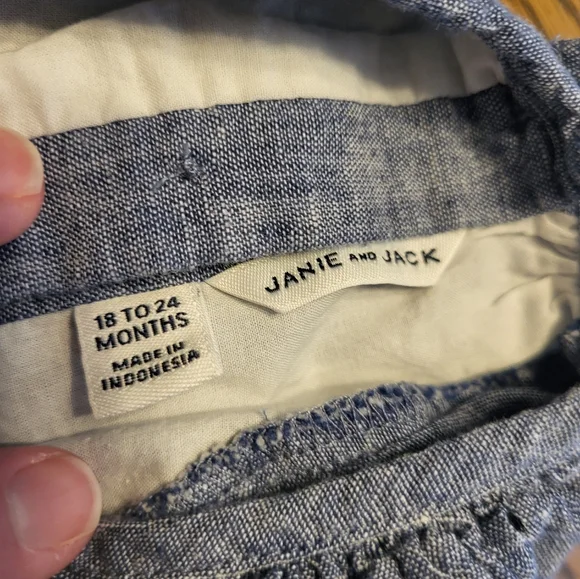 JANIE AND JACK
18 TO 24
MONTHS
MADE IN
INDONESIA